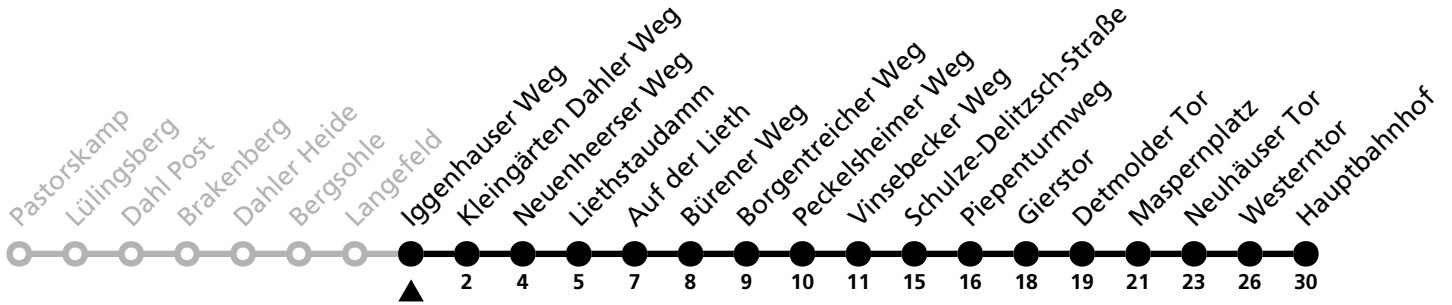 Pastorskamp
Lülingsberg
Dahl Post
Brakenberg
Dahler Heide
Bergsohle
Langefeld
Iggenhauser Weg
Kleingärten Dahler Weg
Neuenheerser Weg
Liethstaudamm
Auf der Lieth
Bürener Weg
Borgentreicher Weg
Peckelsheimer Weg
Vinsebecker Weg
Schulze-Delitzsch-Straße
Piepenturmweg
Gierstor
Detmolder Tor
Maspernplatz
Neuhäuser Tor
Westerntor
Hauptbahnhof
2 4 5 7 8 9 10 11 15 16 18 19 21 23 26 30